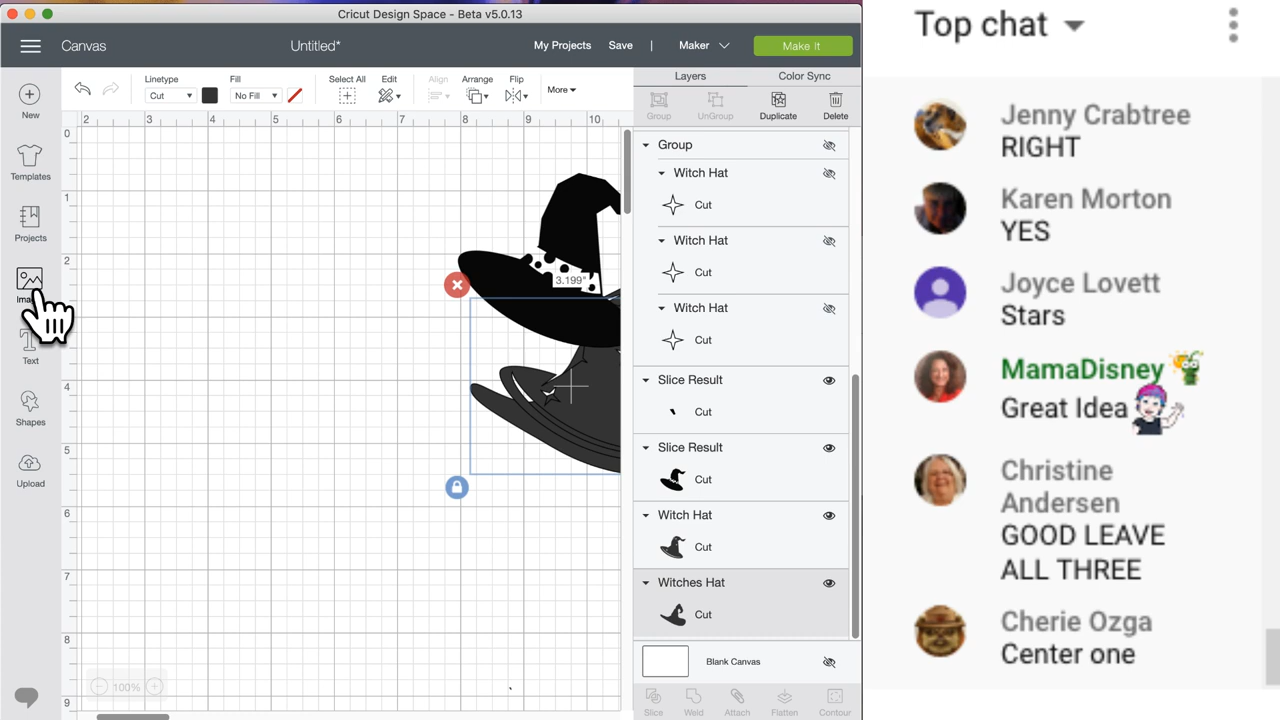 Cricut Design Space - Beta v5.0.13
Canvas
Untitled*
My Projects
Save
|
Maker
Make It
New
Templates
Projects
Text
Shapes
Upload
Linetype
Cut
Fill
No Fill
Select All
Edit
Align
Arrange
Flip
More
2 3 4 5 6 7 8 9 10
0
1
2
4
5
6
7
8
9
3.199"
100%
Layers
Color Sync
Group
UnGroup
Duplicate
Delete
Group
Witch Hat
Cut
Witch Hat
Cut
Witch Hat
Cut
Slice Result
Cut
Slice Result
Cut
Witch Hat
Cut
Witches Hat
Cut
Blank Canvas
Slice
Weld
Attach
Flatten
Contour
Top chat
Jenny Crabtree
RIGHT
Karen Morton
YES
Joyce Lovett
Stars
MamaDisney
Great Idea
Christine
Andersen
GOOD LEAVE
ALL THREE
Cherie Ozga
Center one